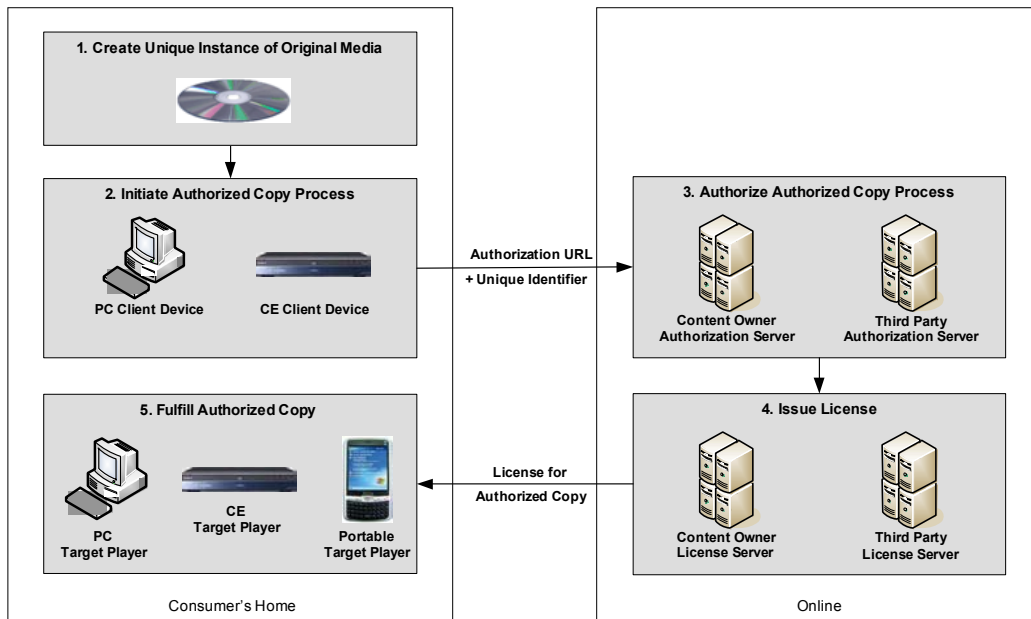 1. Create Unique Instance of Original Media
2. Initiate Authorized Copy Process
PC Client Device
CE Client Device
Authorization URL
+ Unique Identifier
3. Authorize Authorized Copy Process
Content Owner
Authorization Server
Third Party
Authorization Server
4. Issue License
Content Owner
License Server
Third Party
License Server
License for
Authorized Copy
5. Fulfill Authorized Copy
PC
Target Player
CE
Target Player
Portable
Target Player
Consumer's Home
Online